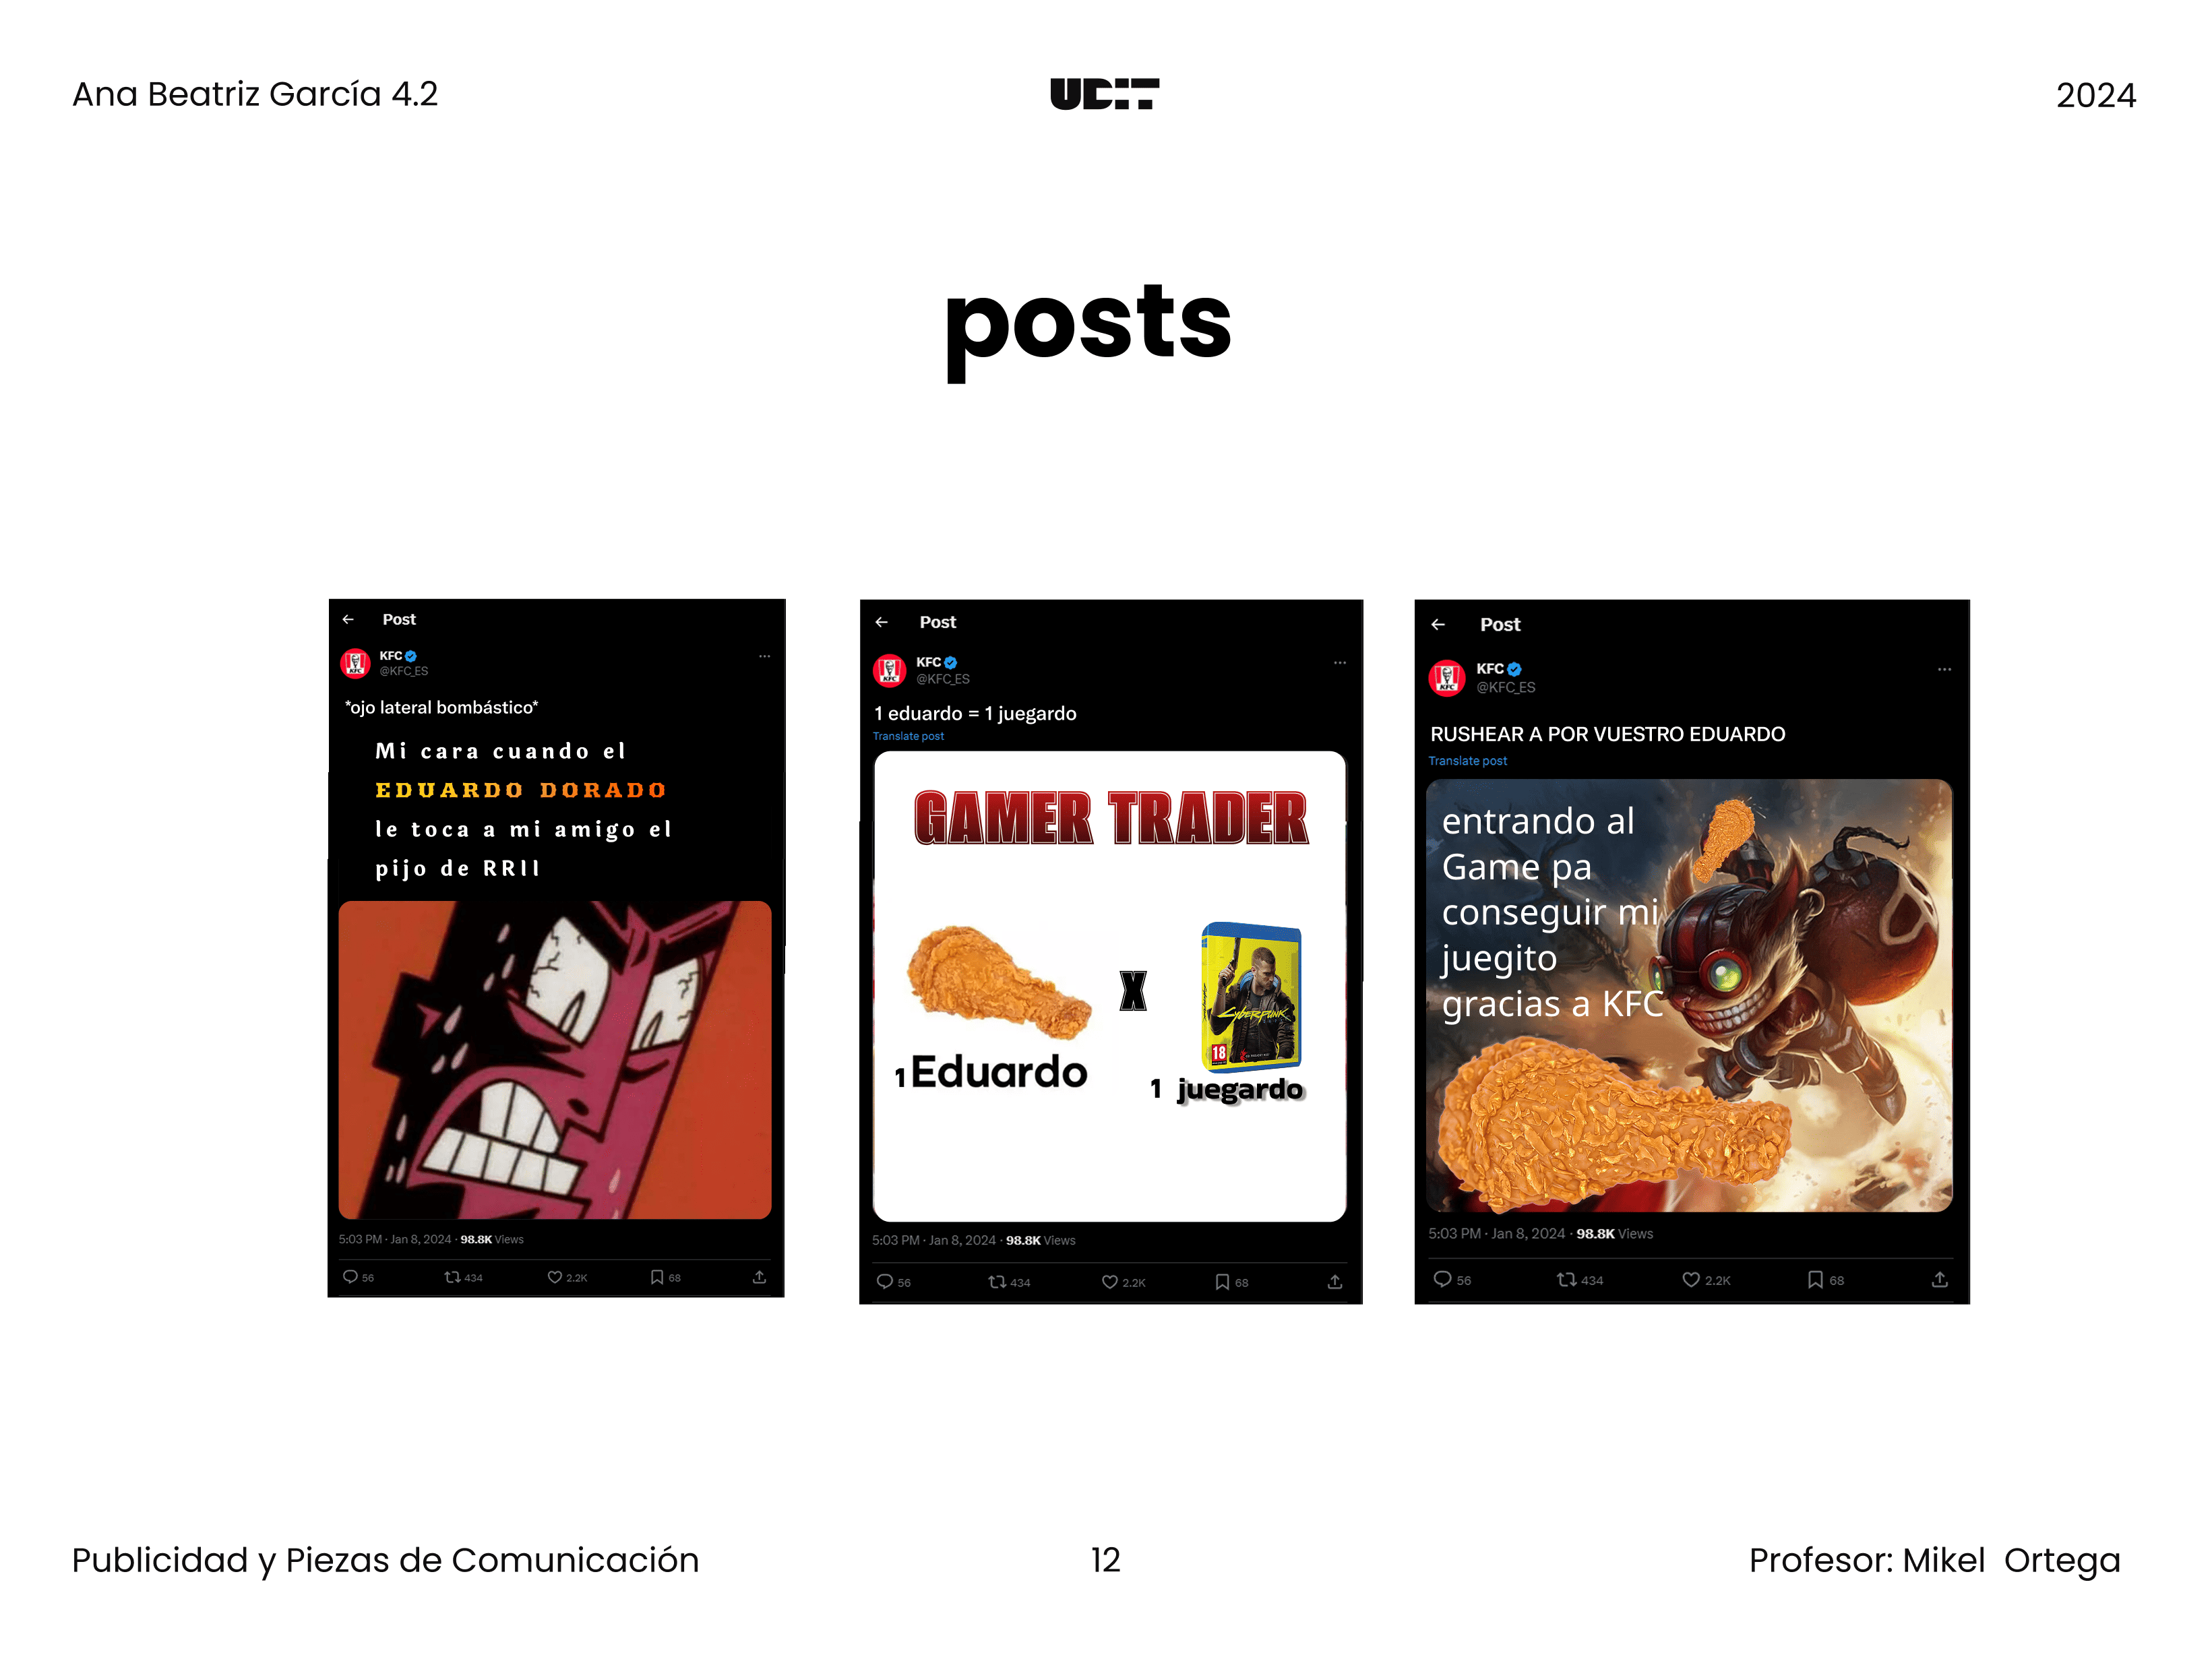 Ana Beatriz García 4.2
UDIT
2024
posts
Post
KFC
@KFC_ES
*ojo lateral bombástico*
Mi cara cuando el
EDUARDO DORADO
le toca a mi amigo el
pijo de RRII
5:03 PM · Jan 8, 2024 · 98.8K Views
56 434 2.2K 68
Post
KFC
@KFC_ES
1 eduardo = 1 juegardo
Translate post
GAMER TRADER
X
CYBERPUNK
18
1 Eduardo
1 juegardo
5:03 PM · Jan 8, 2024 · 98.8K Views
56 434 2.2K 68
Post
KFC
@KFC_ES
RUSHEAR A POR VUESTRO EDUARDO
Translate post
entrando al
Game pa
conseguir mi
juegito
gracias a KFC
5:03 PM · Jan 8, 2024 · 98.8K Views
56 434 2.2K 68
Publicidad y Piezas de Comunicación
12
Profesor: Mikel Ortega